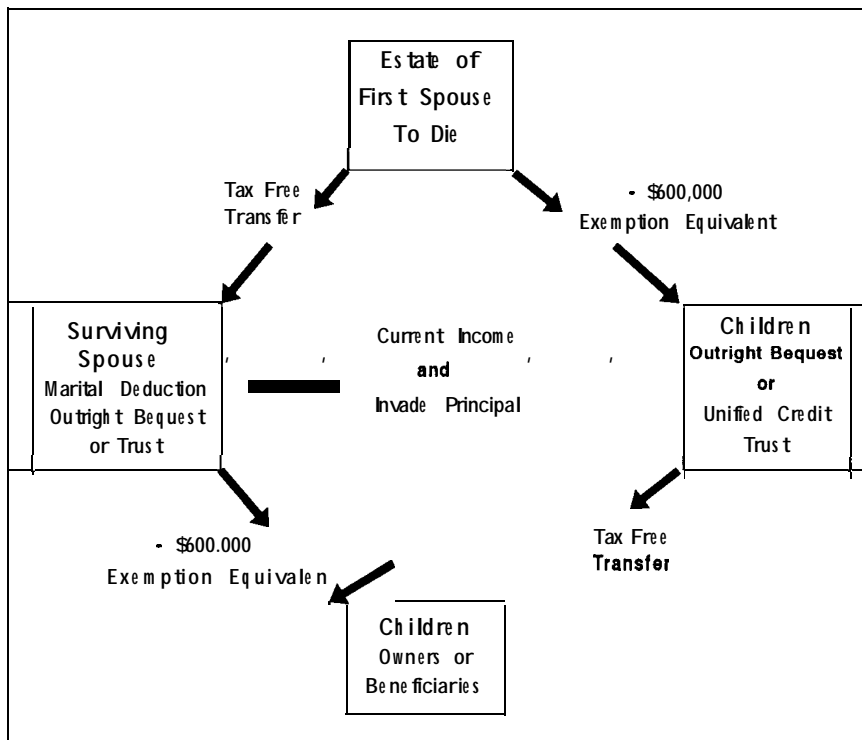 Estate of
First Spouse
To Die
Tax Free
Transfer
- $600,000
Exemption Equivalent
Surviving
Spouse
Marital Deduction
Outright Bequest
or Trust
Current Income
and
Invade Principal
Children
Outright Bequest
or
Unified Credit
Trust
- $600.000
Exemption Equivalen
Tax Free
Transfer
Children
Owners or
Beneficiaries